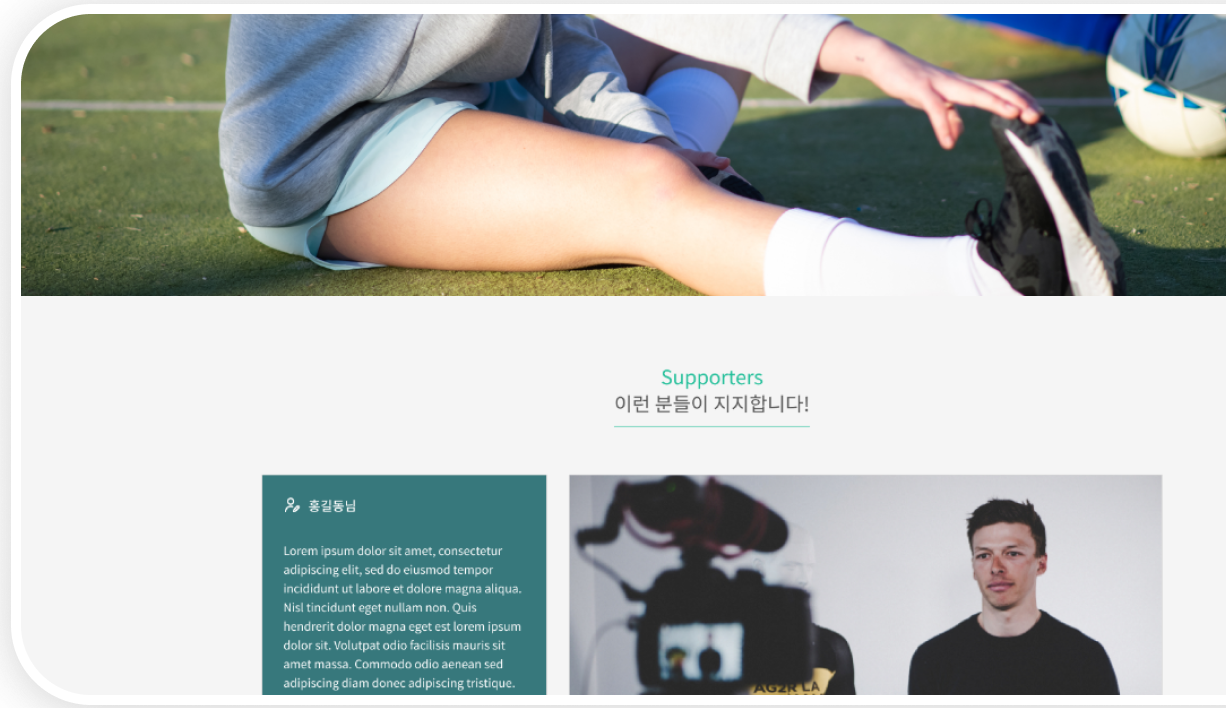 Supporters
이런 분들이 지지합니다!
홍길동님
Lorem ipsum dolor sit amet, consectetur
adipiscing elit, sed do eiusmod tempor
incididunt ut labore et dolore magna aliqua.
Nisl tincidunt eget nullam non. Quis
hendrerit dolor magna eget est lorem ipsum
dolor sit. Volutpat odio facilisis mauris sit
amet massa. Commodo odio aenean sed
adipiscing diam donec adipiscing tristique.
AG2R LA